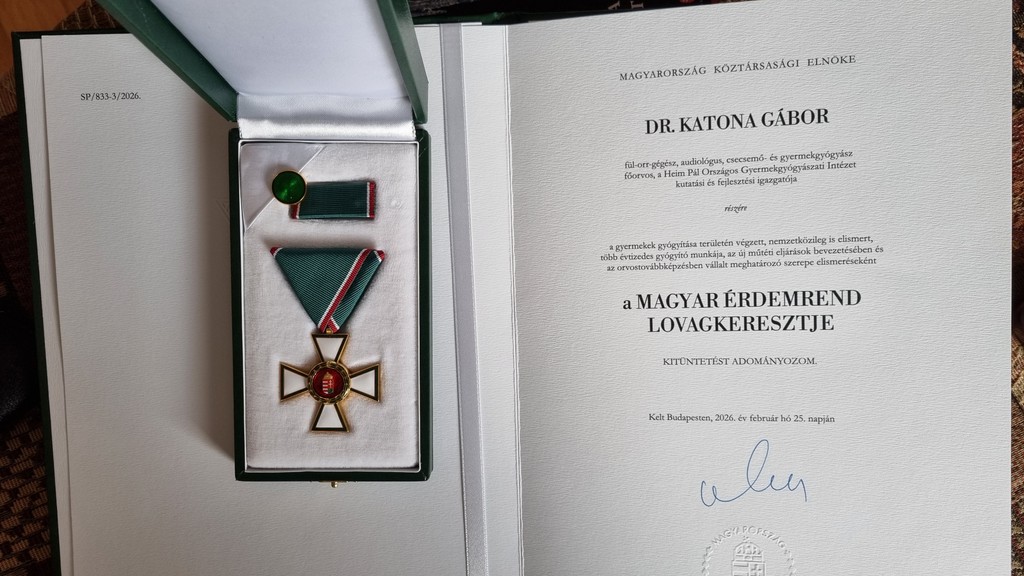 SP/833-3/2026.
MAGYARORSZÁG KÖZTÁRSASÁGI ELNÖKE
DR. KATONA GÁBOR
fül-orr-gégész, audiológus, csecsemő- és gyermekgyógyász
főorvos, a Heim Pál Országos Gyermekgyógyászati Intézet
kutatási és fejlesztési igazgatója
részére
a gyermekek gyógyítása területén végzett, nemzetközileg is elismert,
több évtizedes gyógyító munkája, az új műtéti eljárások bevezetésében és
az orvostovábbképzésben vállalt meghatározó szerepe elismeréseként
a MAGYAR ÉRDEMREND
LOVAGKERESZTJE
KITÜNTETÉST ADOMÁNYOZOM.
Kelt Budapesten, 2026. év február hó 25. napján
MAGYARORSZÁG